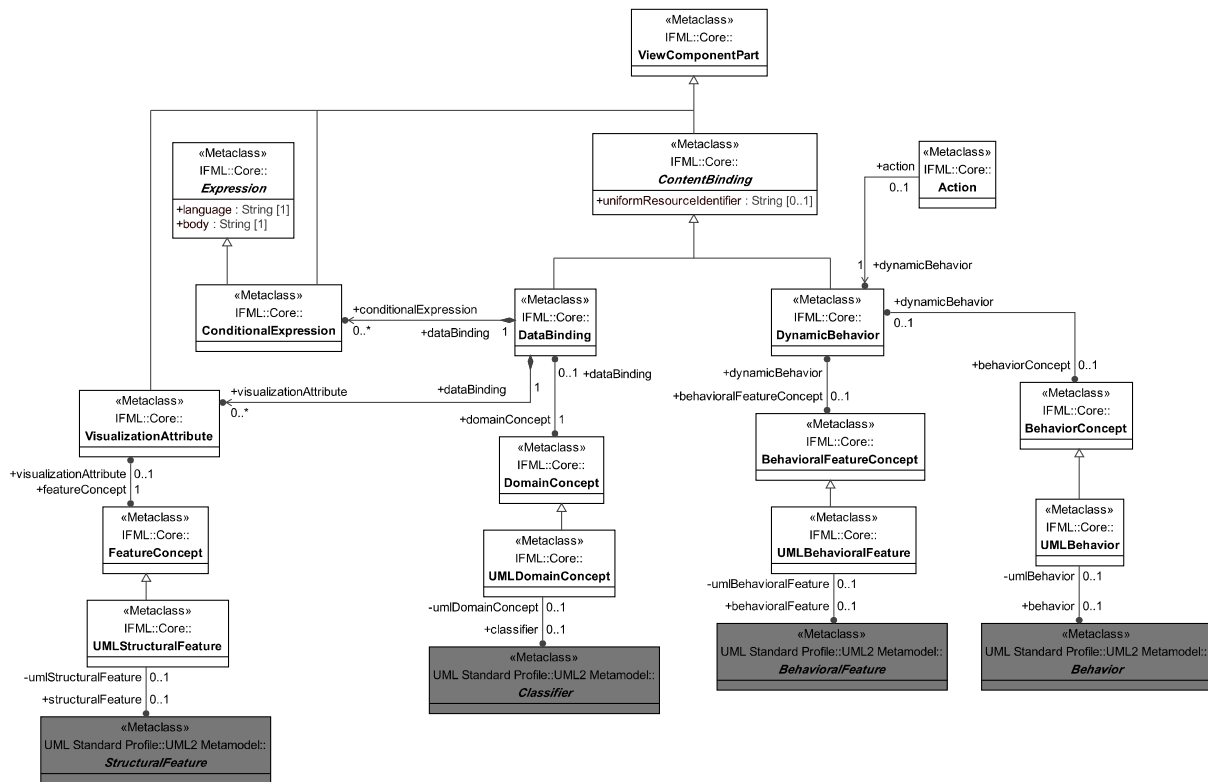 «Metaclass»
IFML::Core::
ViewComponentPart
«Metaclass»
IFML::Core::
Expression
+language : String [1]
+body : String [1]
«Metaclass»
IFML::Core::
ContentBinding
+uniformResourceIdentifier : String [0..1]
«Metaclass»
IFML::Core::
Action
+action
0..1
1
+dynamicBehavior
«Metaclass»
IFML::Core::
ConditionalExpression
+conditionalExpression
0..*
+dataBinding
1
«Metaclass»
IFML::Core::
DataBinding
«Metaclass»
IFML::Core::
DynamicBehavior
+dynamicBehavior
0..1
+behaviorConcept
0..1
+visualizationAttribute
0..*
+dataBinding
1
0..1
+dataBinding
+domainConcept
1
+dynamicBehavior
+behavioralFeatureConcept
0..1
«Metaclass»
IFML::Core::
VisualizationAttribute
«Metaclass»
IFML::Core::
BehaviorConcept
«Metaclass»
IFML::Core::
BehavioralFeatureConcept
«Metaclass»
IFML::Core::
DomainConcept
+visualizationAttribute
0..1
+featureConcept
1
«Metaclass»
IFML::Core::
FeatureConcept
«Metaclass»
IFML::Core::
UMLDomainConcept
«Metaclass»
IFML::Core::
UMLBehavioralFeature
«Metaclass»
IFML::Core::
UMLBehavior
-umlDomainConcept
0..1
+classifier
0..1
-umlBehavioralFeature
0..1
+behavioralFeature
0..1
-umlBehavior
0..1
+behavior
0..1
«Metaclass»
IFML::Core::
UMLStructuralFeature
-umlStructuralFeature
0..1
+structuralFeature
0..1
«Metaclass»
UML Standard Profile::UML2 Metamodel::
Classifier
«Metaclass»
UML Standard Profile::UML2 Metamodel::
BehavioralFeature
«Metaclass»
UML Standard Profile::UML2 Metamodel::
Behavior
«Metaclass»
UML Standard Profile::UML2 Metamodel::
StructuralFeature